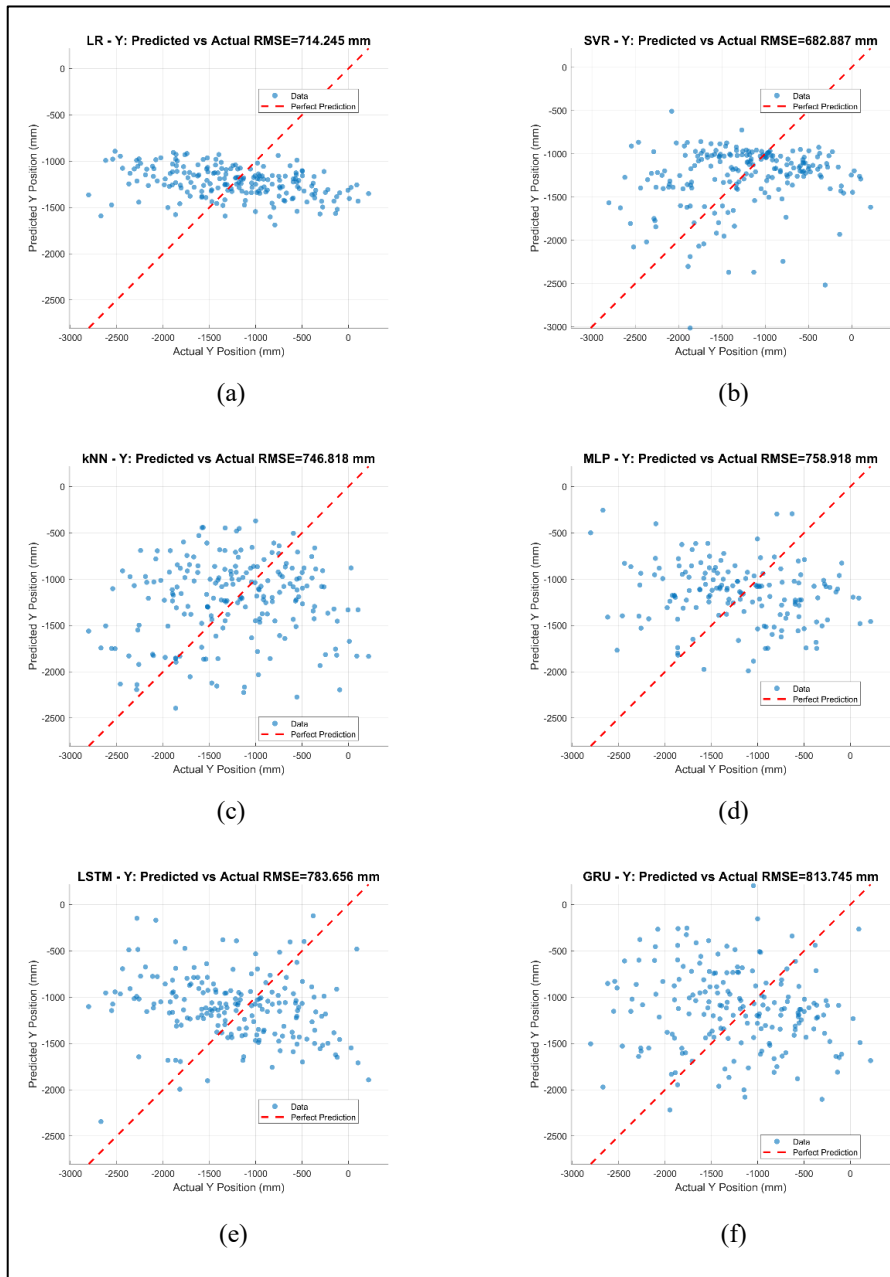 LR - Y: Predicted vs Actual RMSE=714.245 mm
0
-500
-1000
-1500
-2000
-2500
Predicted Y Position (mm)
Data
Perfect Prediction
-3000 -2500 -2000 -1500 -1000 -500 0
Actual Y Position (mm)
(a)
SVR - Y: Predicted vs Actual RMSE=682.887 mm
0
-500
-1000
-1500
-2000
-2500
-3000
Predicted Y Position (mm)
Data
Perfect Prediction
-3000 -2500 -2000 -1500 -1000 -500 0
Actual Y Position (mm)
(b)
kNN - Y: Predicted vs Actual RMSE=746.818 mm
0
-500
-1000
-1500
-2000
-2500
Predicted Y Position (mm)
Data
Perfect Prediction
-3000 -2500 -2000 -1500 -1000 -500 0
Actual Y Position (mm)
(c)
MLP - Y: Predicted vs Actual RMSE=758.918 mm
0
-500
-1000
-1500
-2000
-2500
Predicted Y Position (mm)
Data
Perfect Prediction
-3000 -2500 -2000 -1500 -1000 -500 0
Actual Y Position (mm)
(d)
LSTM - Y: Predicted vs Actual RMSE=783.656 mm
0
-500
-1000
-1500
-2000
-2500
Predicted Y Position (mm)
Data
Perfect Prediction
-3000 -2500 -2000 -1500 -1000 -500 0
Actual Y Position (mm)
(e)
GRU - Y: Predicted vs Actual RMSE=813.745 mm
0
-500
-1000
-1500
-2000
-2500
Predicted Y Position (mm)
Data
Perfect Prediction
-3000 -2500 -2000 -1500 -1000 -500 0
Actual Y Position (mm)
(f)